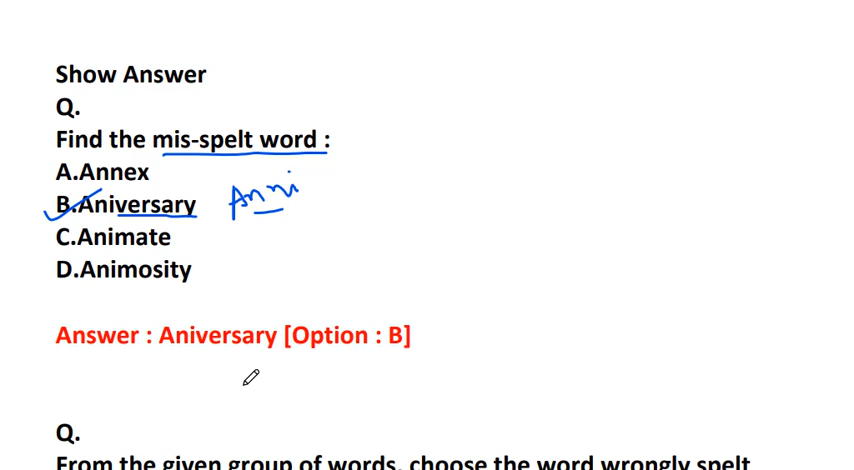 Show Answer
Q.
Find the mis-spelt word :
A.Annex
B.Aniversary Anni
C.Animate
D.Animosity
Answer : Aniversary [Option : B]
Q.
From the given group of words, choose the word wrongly spelt